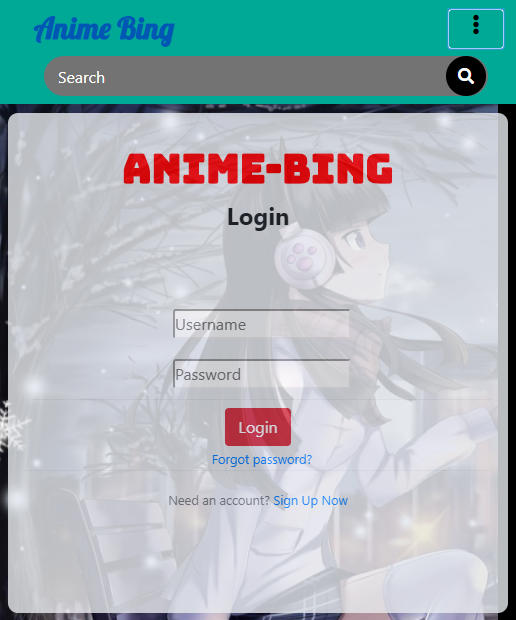 Anime Bing
Search
ANIME-BING
Login
Username
Password
Login
Forgot password?
Need an account? Sign Up Now